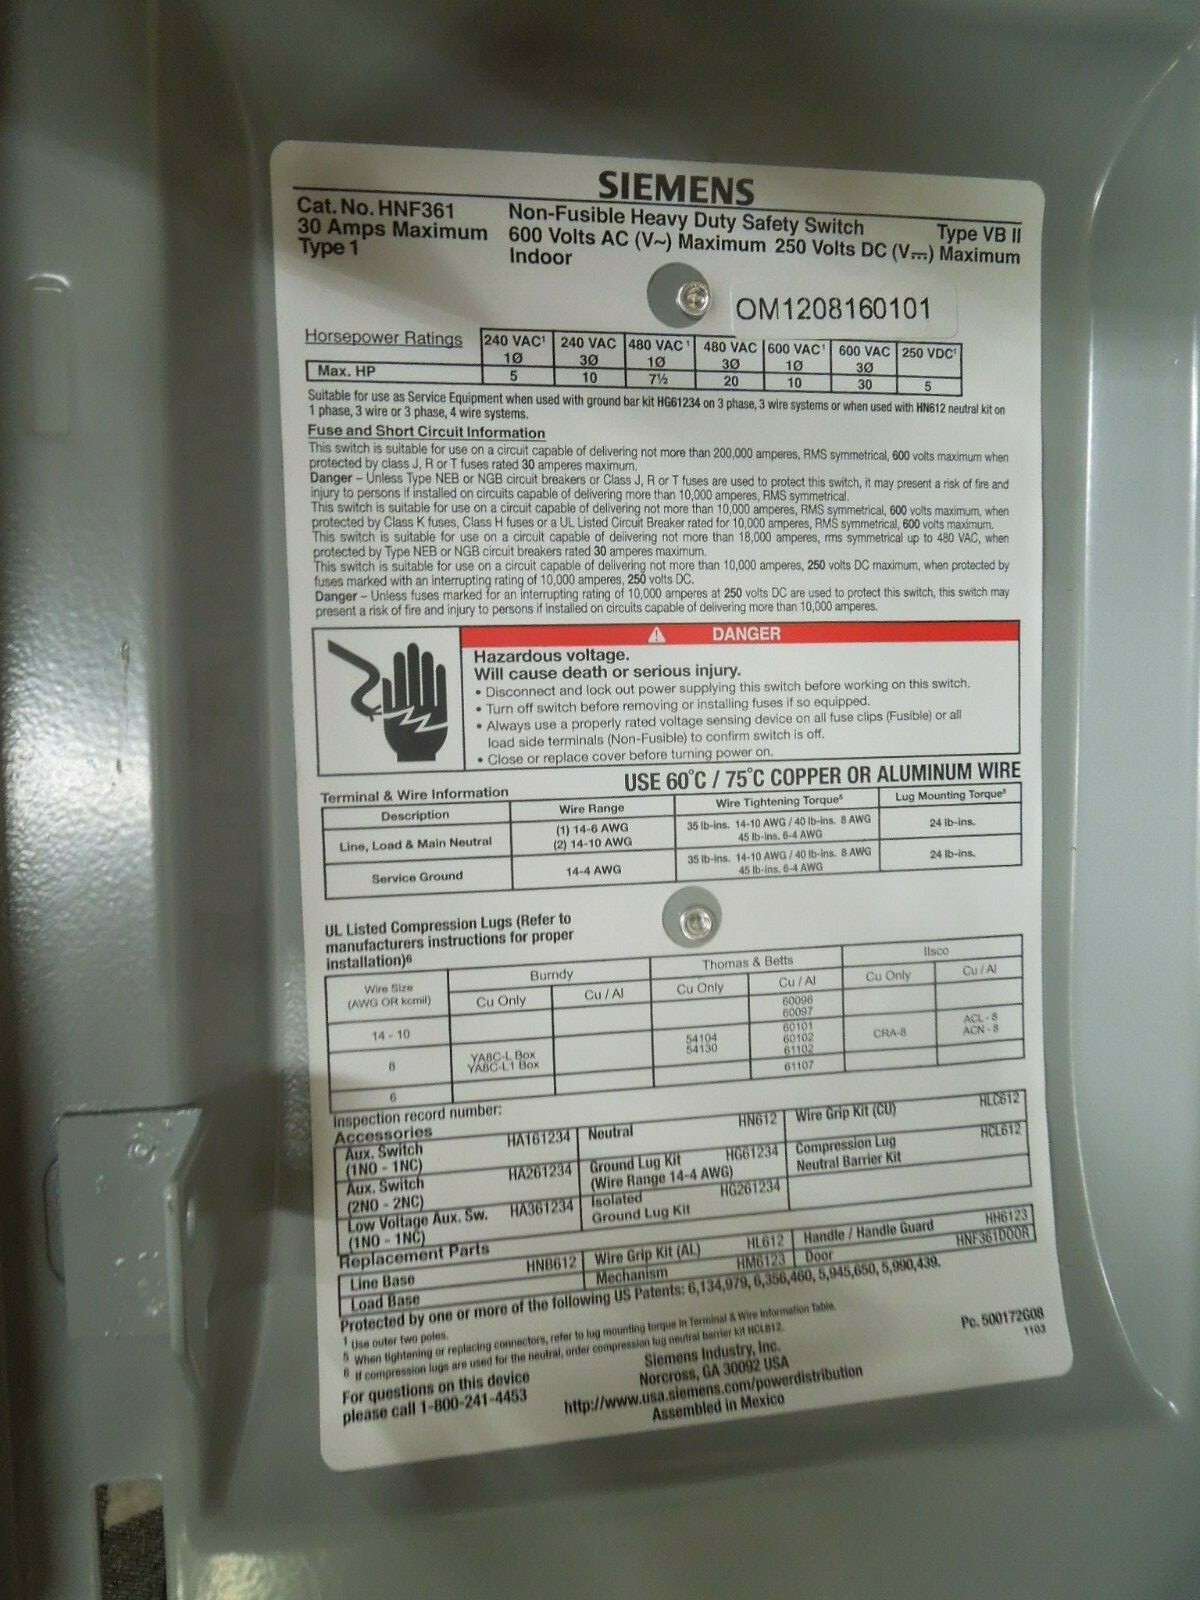 SIEMENS
Cat. No. HNF361 Non-Fusible Heavy Duty Safety Switch Type VB II
30 Amps Maximum 600 Volts AC (V~) Maximum 250 Volts DC (V⎓) Maximum
Type 1 Indoor
OM1208160101
Horsepower Ratings 240 VAC¹ 240 VAC 480 VAC¹ 480 VAC 600 VAC¹ 600 VAC 250 VDC¹
1Ø 3Ø 1Ø 3Ø 1Ø 3Ø
Max. HP 5 10 7½ 20 10 30 5
Suitable for use as Service Equipment when used with ground bar kit HG61234 on 3 phase, 3 wire systems or when used with HN612 neutral kit on
1 phase, 3 wire or 3 phase, 4 wire systems.
Fuse and Short Circuit Information
This switch is suitable for use on a circuit capable of delivering not more than 200,000 amperes, RMS symmetrical, 600 volts maximum when
protected by class J, R or T fuses rated 30 amperes maximum.
Danger – Unless Type NEB or NGB circuit breakers or Class J, R or T fuses are used to protect this switch, it may present a risk of fire and
injury to persons if installed on circuits capable of delivering more than 10,000 amperes, RMS symmetrical.
This switch is suitable for use on a circuit capable of delivering not more than 10,000 amperes, RMS symmetrical, 600 volts maximum, when
protected by Class K fuses, Class H fuses or a UL Listed Circuit Breaker rated for 10,000 amperes, RMS symmetrical, 600 volts maximum.
This switch is suitable for use on a circuit capable of delivering not more than 18,000 amperes, rms symmetrical up to 480 VAC, when
protected by Type NEB or NGB circuit breakers rated 30 amperes maximum.
This switch is suitable for use on a circuit capable of delivering not more than 10,000 amperes, 250 volts DC maximum, when protected by
fuses marked with an interrupting rating of 10,000 amperes, 250 volts DC.
Danger – Unless fuses marked for an interrupting rating of 10,000 amperes at 250 volts DC are used to protect this switch, this switch may
present a risk of fire and injury to persons if installed on circuits capable of delivering more than 10,000 amperes.
DANGER
Hazardous voltage.
Will cause death or serious injury.
• Disconnect and lock out power supplying this switch before working on this switch.
• Turn off switch before removing or installing fuses if so equipped.
• Always use a properly rated voltage sensing device on all fuse clips (Fusible) or all
load side terminals (Non-Fusible) to confirm switch is off.
• Close or replace cover before turning power on.
USE 60°C / 75°C COPPER OR ALUMINUM WIRE
Terminal & Wire Information
Description Wire Range Wire Tightening Torque⁵ Lug Mounting Torque⁵
Line, Load & Main Neutral (1) 14-6 AWG 35 lb-ins. 14-10 AWG / 40 lb-ins. 8 AWG 24 lb-ins.
(2) 14-10 AWG 45 lb-ins. 6-4 AWG
Service Ground 14-4 AWG 35 lb-ins. 14-10 AWG / 40 lb-ins. 8 AWG 24 lb-ins.
45 lb-ins. 6-4 AWG
UL Listed Compression Lugs (Refer to
manufacturers instructions for proper
installation)⁶
Wire Size Burndy Thomas & Betts Ilsco
(AWG OR kcmil) Cu Only Cu / Al Cu Only Cu / Al Cu Only Cu / Al
60096
60097
14 - 10 60101 ACL - 8
54104 60102 CRA-8 ACN - 8
54130 61102
8 YA8C-L Box 61107
YA8C-L1 Box
6
Inspection record number:
Accessories
Aux. Switch HA161234 Neutral HN612 Wire Grip Kit (CU) HLC612
(1NO - 1NC)
Aux. Switch HA261234 Ground Lug Kit HG61234 Compression Lug HCL612
(2NO - 2NC) (Wire Range 14-4 AWG) Neutral Barrier Kit
Low Voltage Aux. Sw. HA361234 Isolated HG261234
(1NO - 1NC) Ground Lug Kit
Replacement Parts
Line Base HNB612 Wire Grip Kit (AL) HL612 Handle / Handle Guard HH6123
Load Base Mechanism HM6123 Door HNF361DOOR
Protected by one or more of the following US Patents: 6,134,979, 6,356,460, 5,945,650, 5,990,439.
¹ Use outer two poles.
⁵ When tightening or replacing connectors, refer to lug mounting torque in Terminal & Wire Information Table.
⁶ If compression lugs are used for the neutral, order compression lug neutral barrier kit HCL612.
Pc. 500172G08
1103
For questions on this device
please call 1-800-241-4453
Siemens Industry, Inc.
Norcross, GA 30092 USA
http://www.usa.siemens.com/powerdistribution
Assembled in Mexico